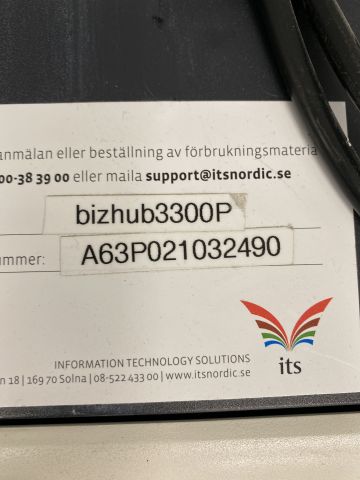 anmälan eller beställning av förbrukningsmateria
00-38 39 00 eller maila support@itsnordic.se
bizhub3300P
ummer: A63P021032490
its
INFORMATION TECHNOLOGY SOLUTIONS
n 18 | 169 70 Solna | 08-522 433 00 | www.itsnordic.se